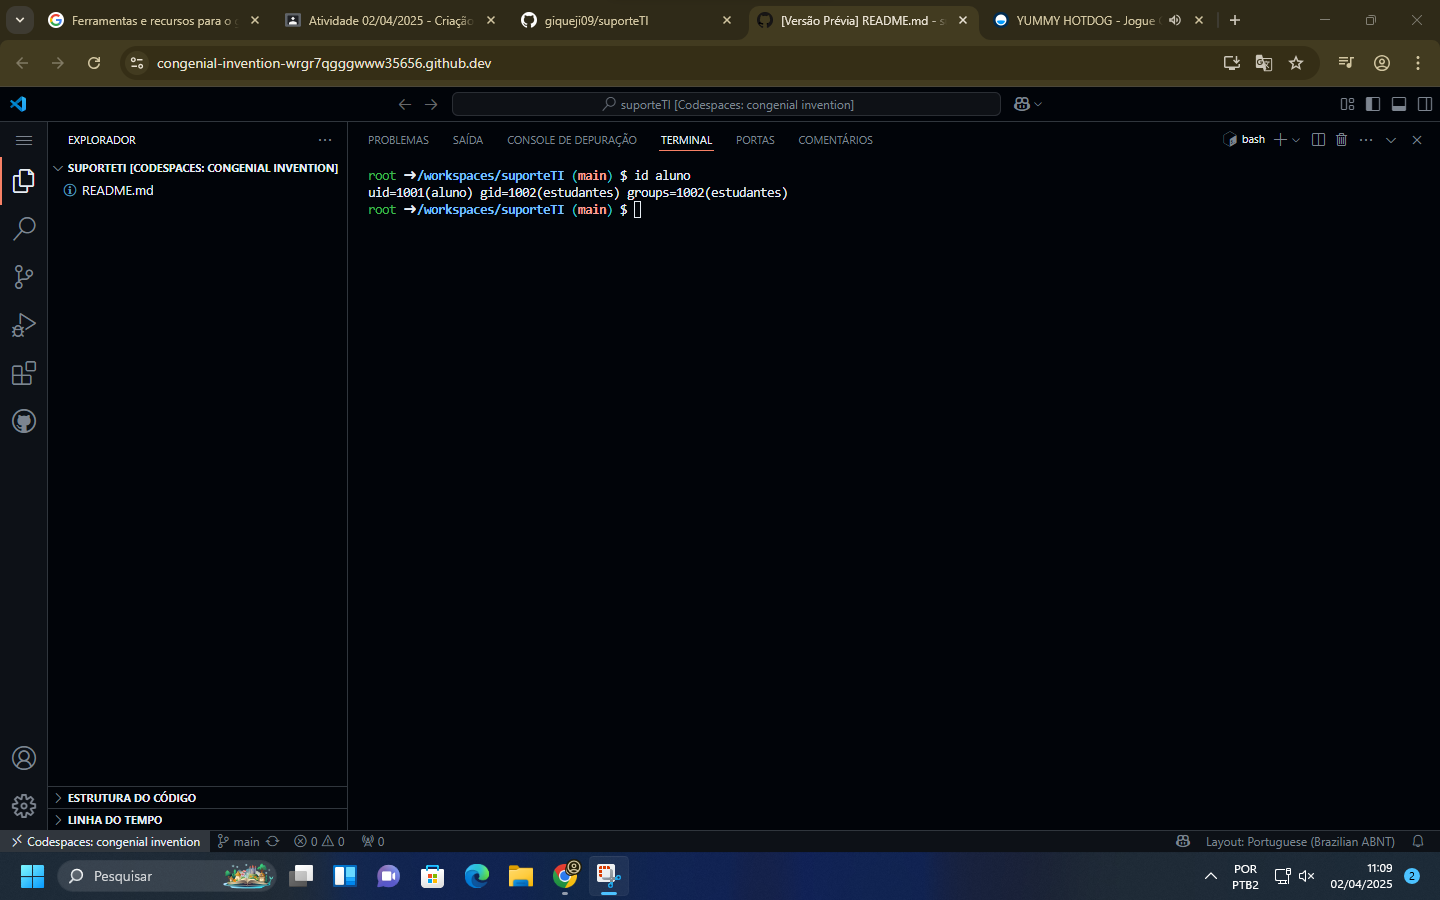 Ferramentas e recursos para o
Atividade 02/04/2025 - Criação
giqueji09/suporteTI
[Versão Prévia] README.md - s
YUMMY HOTDOG - Jogue
congenial-invention-wrgr7qgggwww35656.github.dev
suporteTI [Codespaces: congenial invention]
EXPLORADOR
PROBLEMAS SAÍDA CONSOLE DE DEPURAÇÃO TERMINAL PORTAS COMENTÁRIOS
bash
SUPORTETI [CODESPACES: CONGENIAL INVENTION]
README.md
root ➜/workspaces/suporteTI (main) $ id aluno
uid=1001(aluno) gid=1002(estudantes) groups=1002(estudantes)
root ➜/workspaces/suporteTI (main) $
ESTRUTURA DO CÓDIGO
LINHA DO TEMPO
Codespaces: congenial invention main 0 0 0
Layout: Portuguese (Brazilian ABNT)
Pesquisar
POR
PTB2
11:09
02/04/2025
2